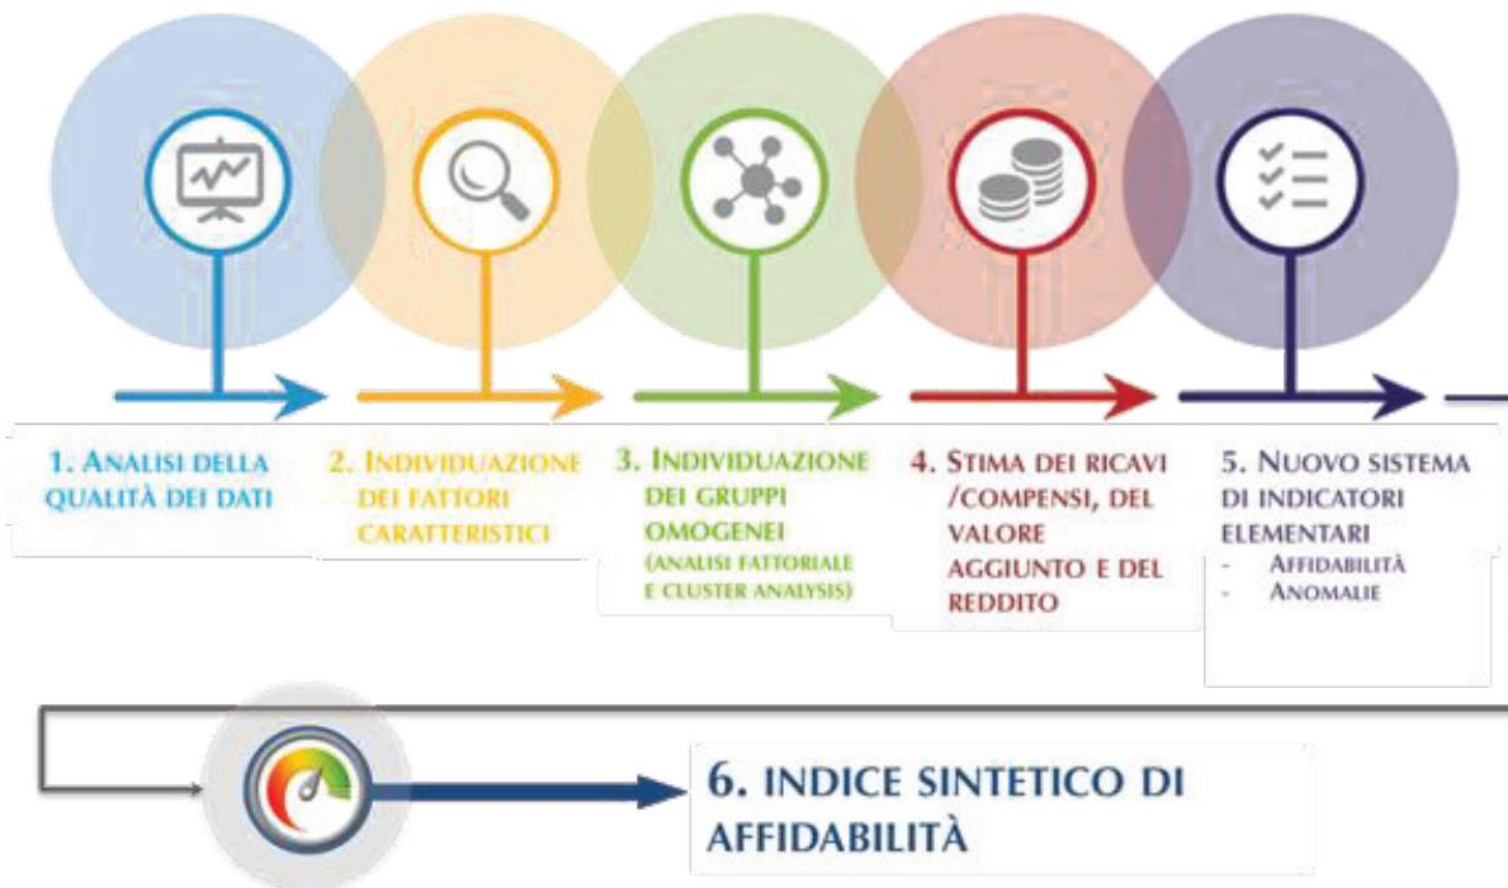 1. ANALISI DELLA
QUALITÀ DEI DATI
2. INDIVIDUAZIONE
DEI FATTORI
CARATTERISTICI
3. INDIVIDUAZIONE
DEI GRUPPI
OMOGENEI
(ANALISI FATTORIALE
E CLUSTER ANALYSIS)
4. STIMA DEI RICAVI
/COMPENSI, DEL
VALORE
AGGIUNTO E DEL
REDDITO
5. NUOVO SISTEMA
DI INDICATORI
ELEMENTARI
- AFFIDABILITÀ
- ANOMALIE
6. INDICE SINTETICO DI
AFFIDABILITÀ